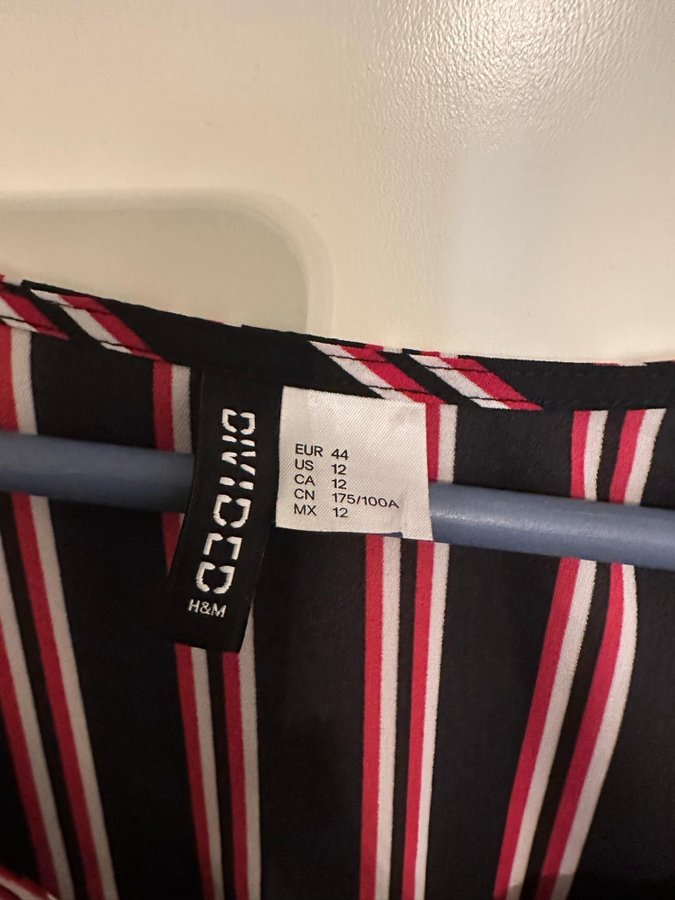 DIVIDED
H&M
EUR 44
US 12
CA 12
CN 175/100A
MX 12